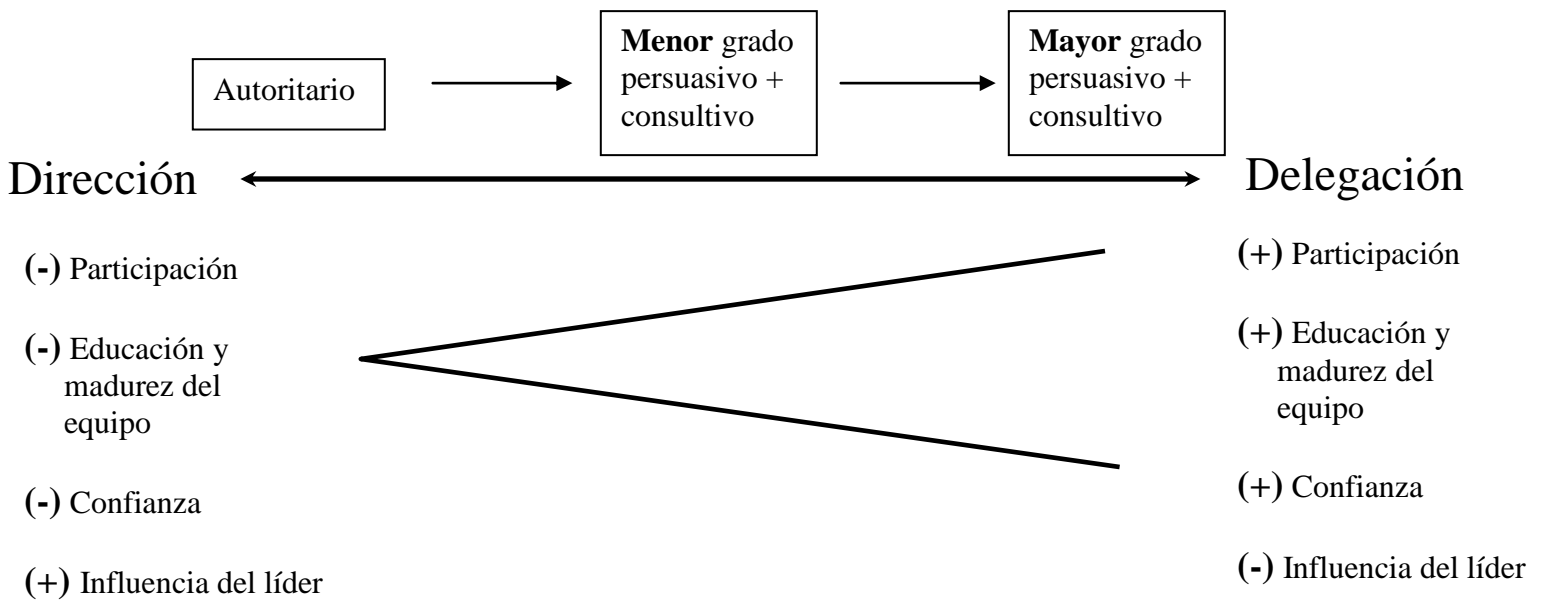 Autoritario
Menor grado
persuasivo +
consultivo
Mayor grado
persuasivo +
consultivo
Dirección
Delegación
(-) Participación
(-) Educación y
madurez del
equipo
(-) Confianza
(+) Influencia del líder
(+) Participación
(+) Educación y
madurez del
equipo
(+) Confianza
(-) Influencia del líder